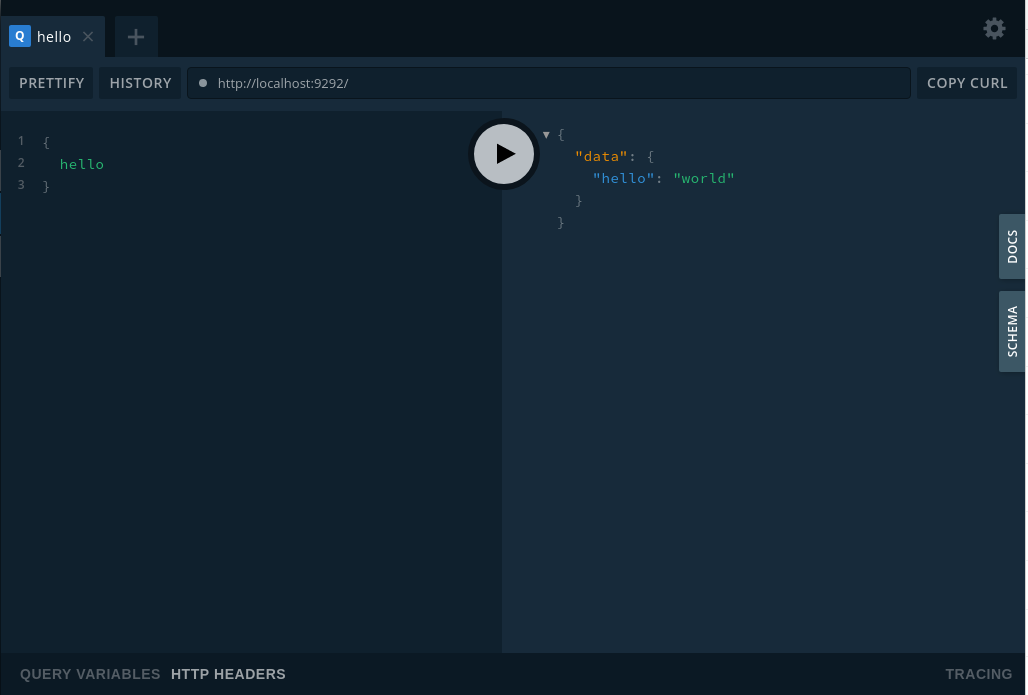 Q hello ×
PRETTIFY HISTORY http://localhost:9292/ COPY CURL
1 {
2 hello
3 }
{
"data": {
"hello": "world"
}
}
DOCS
SCHEMA
QUERY VARIABLES HTTP HEADERS TRACING